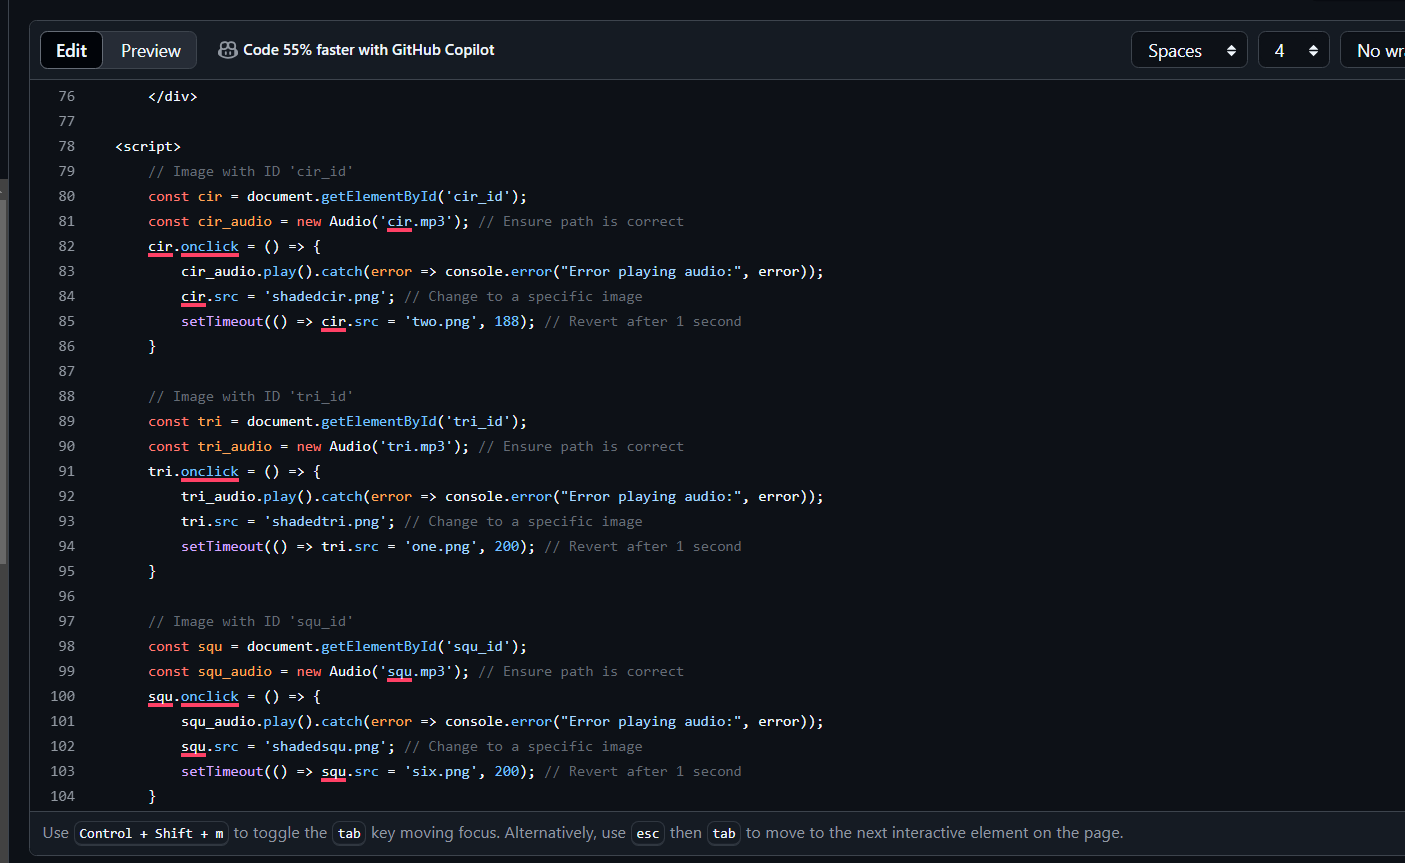 Edit Preview Code 55% faster with GitHub Copilot Spaces 4 No
76         </div>
77
78     <script>
79         // Image with ID 'cir_id'
80         const cir = document.getElementById('cir_id');
81         const cir_audio = new Audio('cir.mp3'); // Ensure path is correct
82         cir.onclick = () => {
83             cir_audio.play().catch(error => console.error("Error playing audio:", error));
84             cir.src = 'shadedcir.png'; // Change to a specific image
85             setTimeout(() => cir.src = 'two.png', 188); // Revert after 1 second
86         }
87
88         // Image with ID 'tri_id'
89         const tri = document.getElementById('tri_id');
90         const tri_audio = new Audio('tri.mp3'); // Ensure path is correct
91         tri.onclick = () => {
92             tri_audio.play().catch(error => console.error("Error playing audio:", error));
93             tri.src = 'shadedtri.png'; // Change to a specific image
94             setTimeout(() => tri.src = 'one.png', 200); // Revert after 1 second
95         }
96
97         // Image with ID 'squ_id'
98         const squ = document.getElementById('squ_id');
99         const squ_audio = new Audio('squ.mp3'); // Ensure path is correct
100         squ.onclick = () => {
101             squ_audio.play().catch(error => console.error("Error playing audio:", error));
102             squ.src = 'shadedsqu.png'; // Change to a specific image
103             setTimeout(() => squ.src = 'six.png', 200); // Revert after 1 second
104         }
Use Control + Shift + m to toggle the tab key moving focus. Alternatively, use esc then tab to move to the next interactive element on the page.